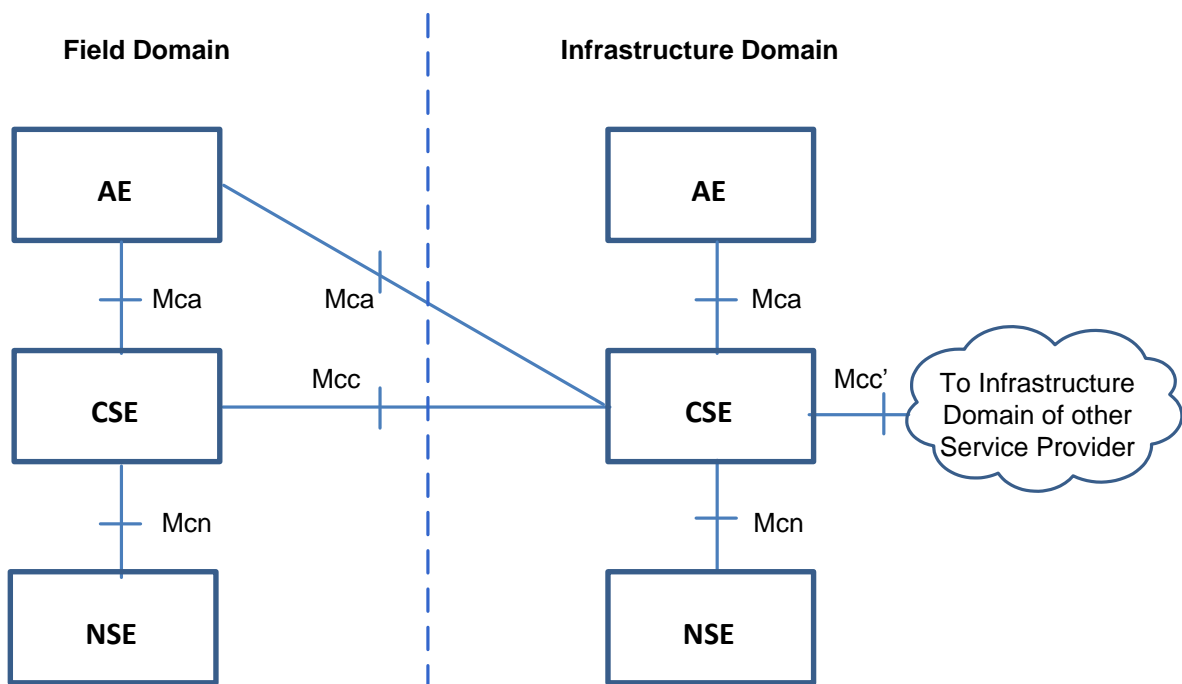 Field Domain
Infrastructure Domain
AE
AE
Mca
Mca
Mca
CSE
Mcc
CSE
Mcc’
To Infrastructure
Domain of other
Service Provider
Mcn
Mcn
NSE
NSE